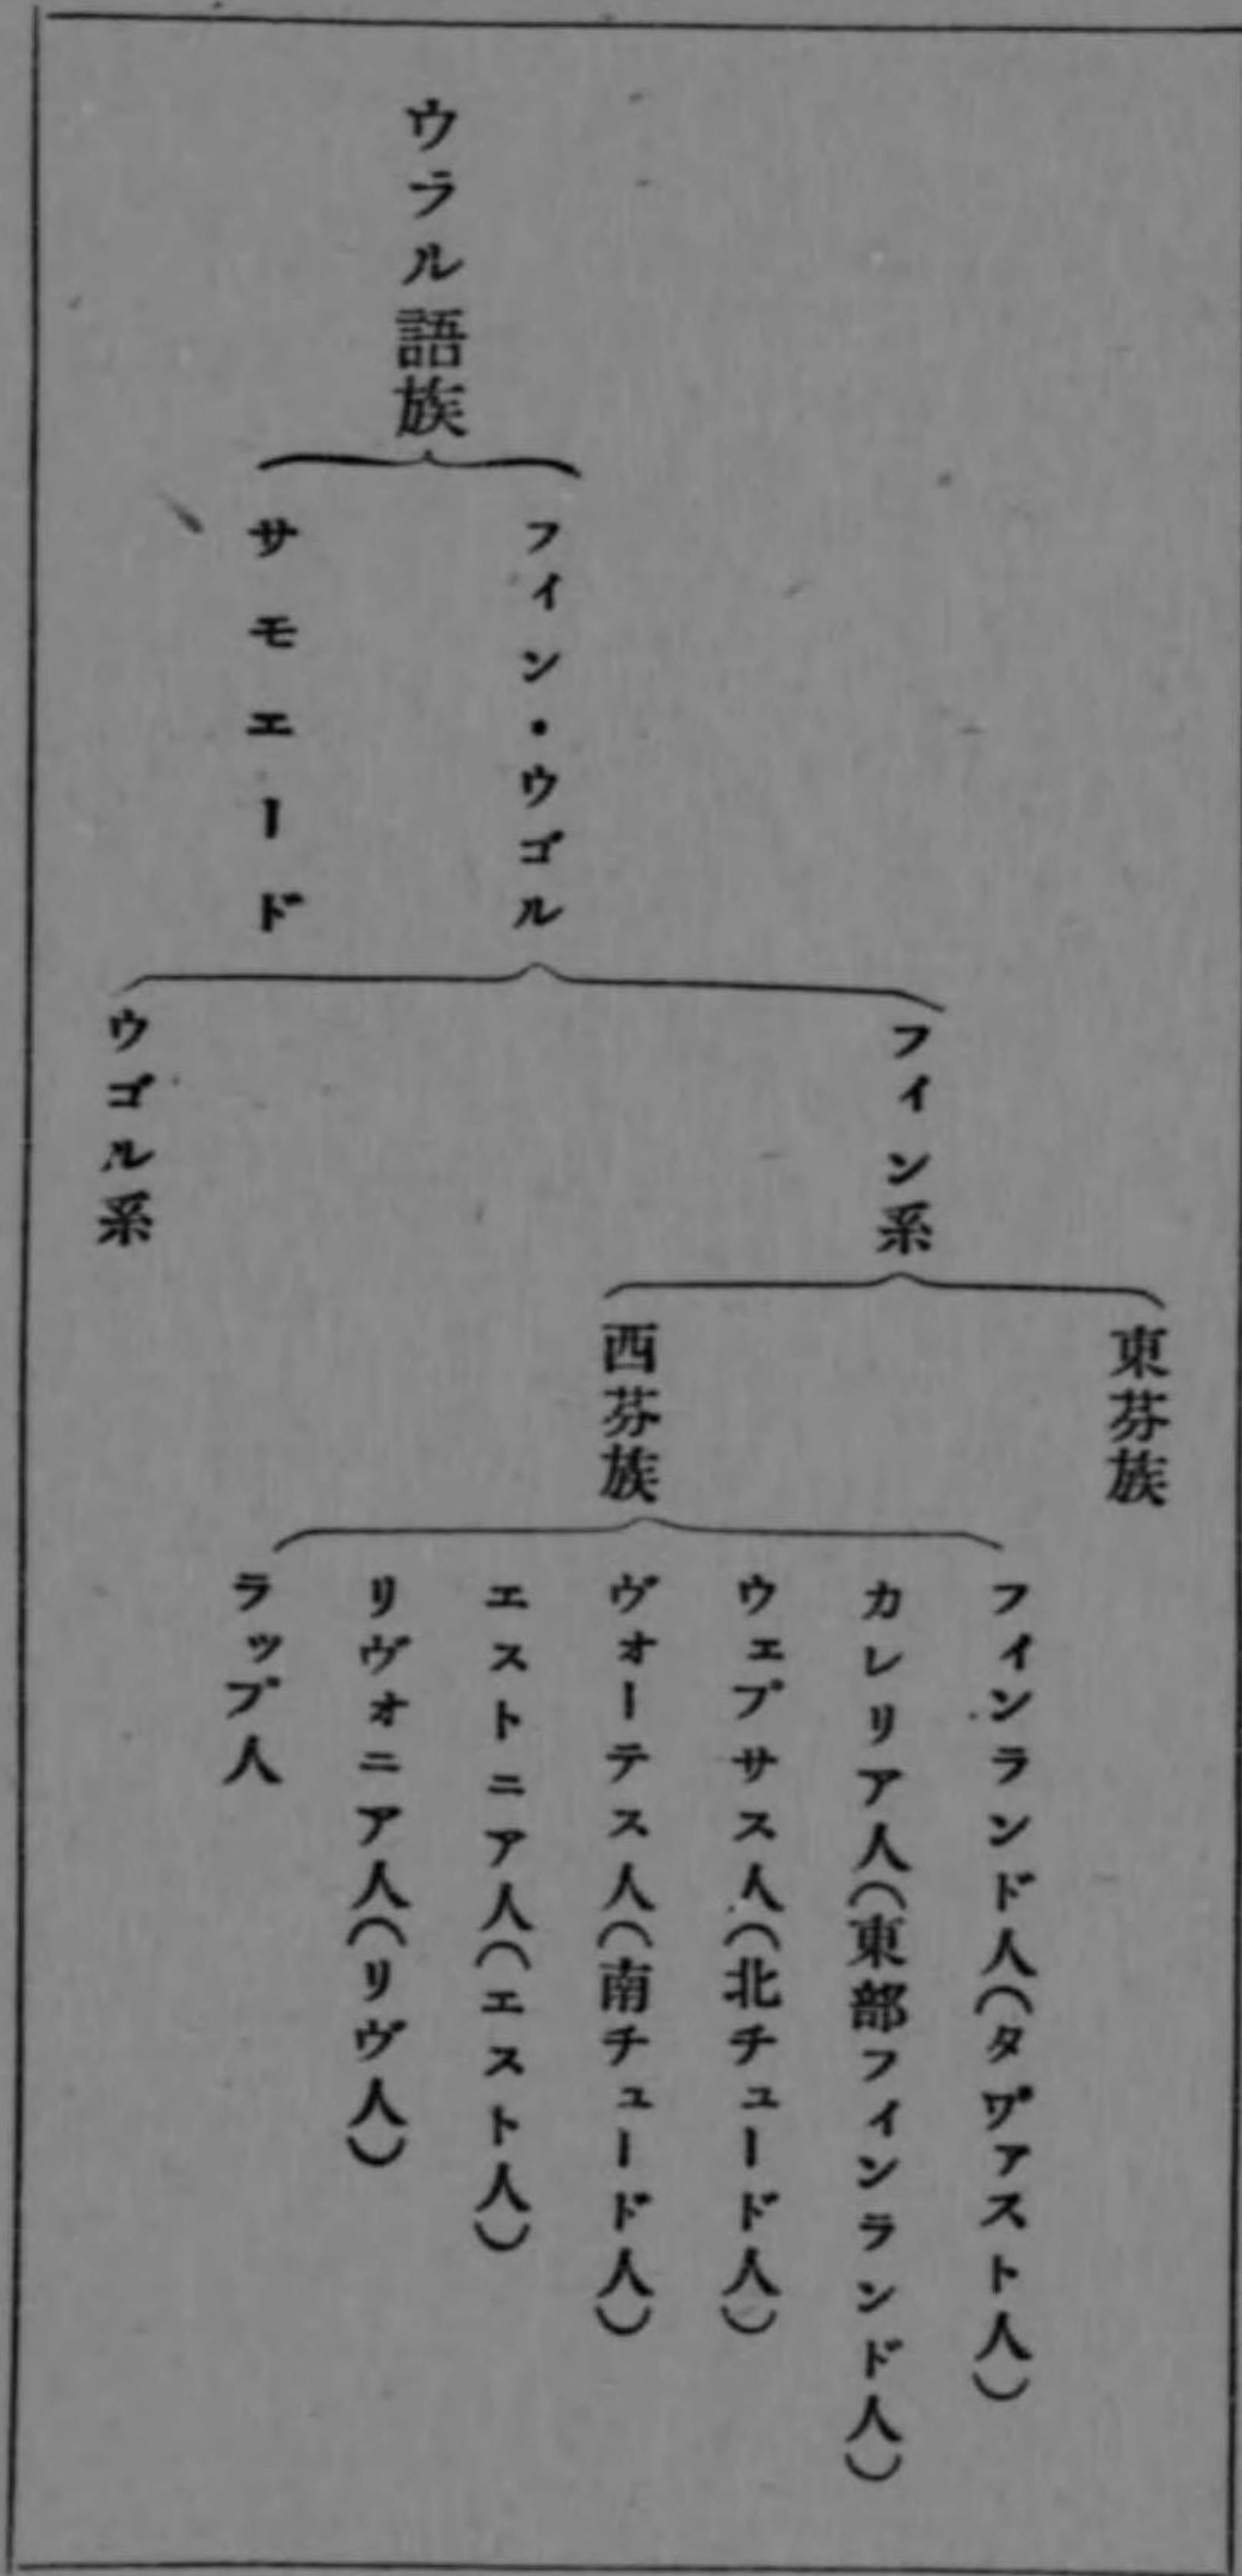 ウラル語族
フイン・ウゴル
サモエード
フイン系
ウゴル系
東芬族
西芬族
フインランド人(タヴァスト人)
カレリア人(東部フインランド人)
ウェプサス人(北チュード人)
ヴォーテス人(南チュード人)
エストニア人(エスト人)
リヴォニア人(リヴ人)
ラップ人